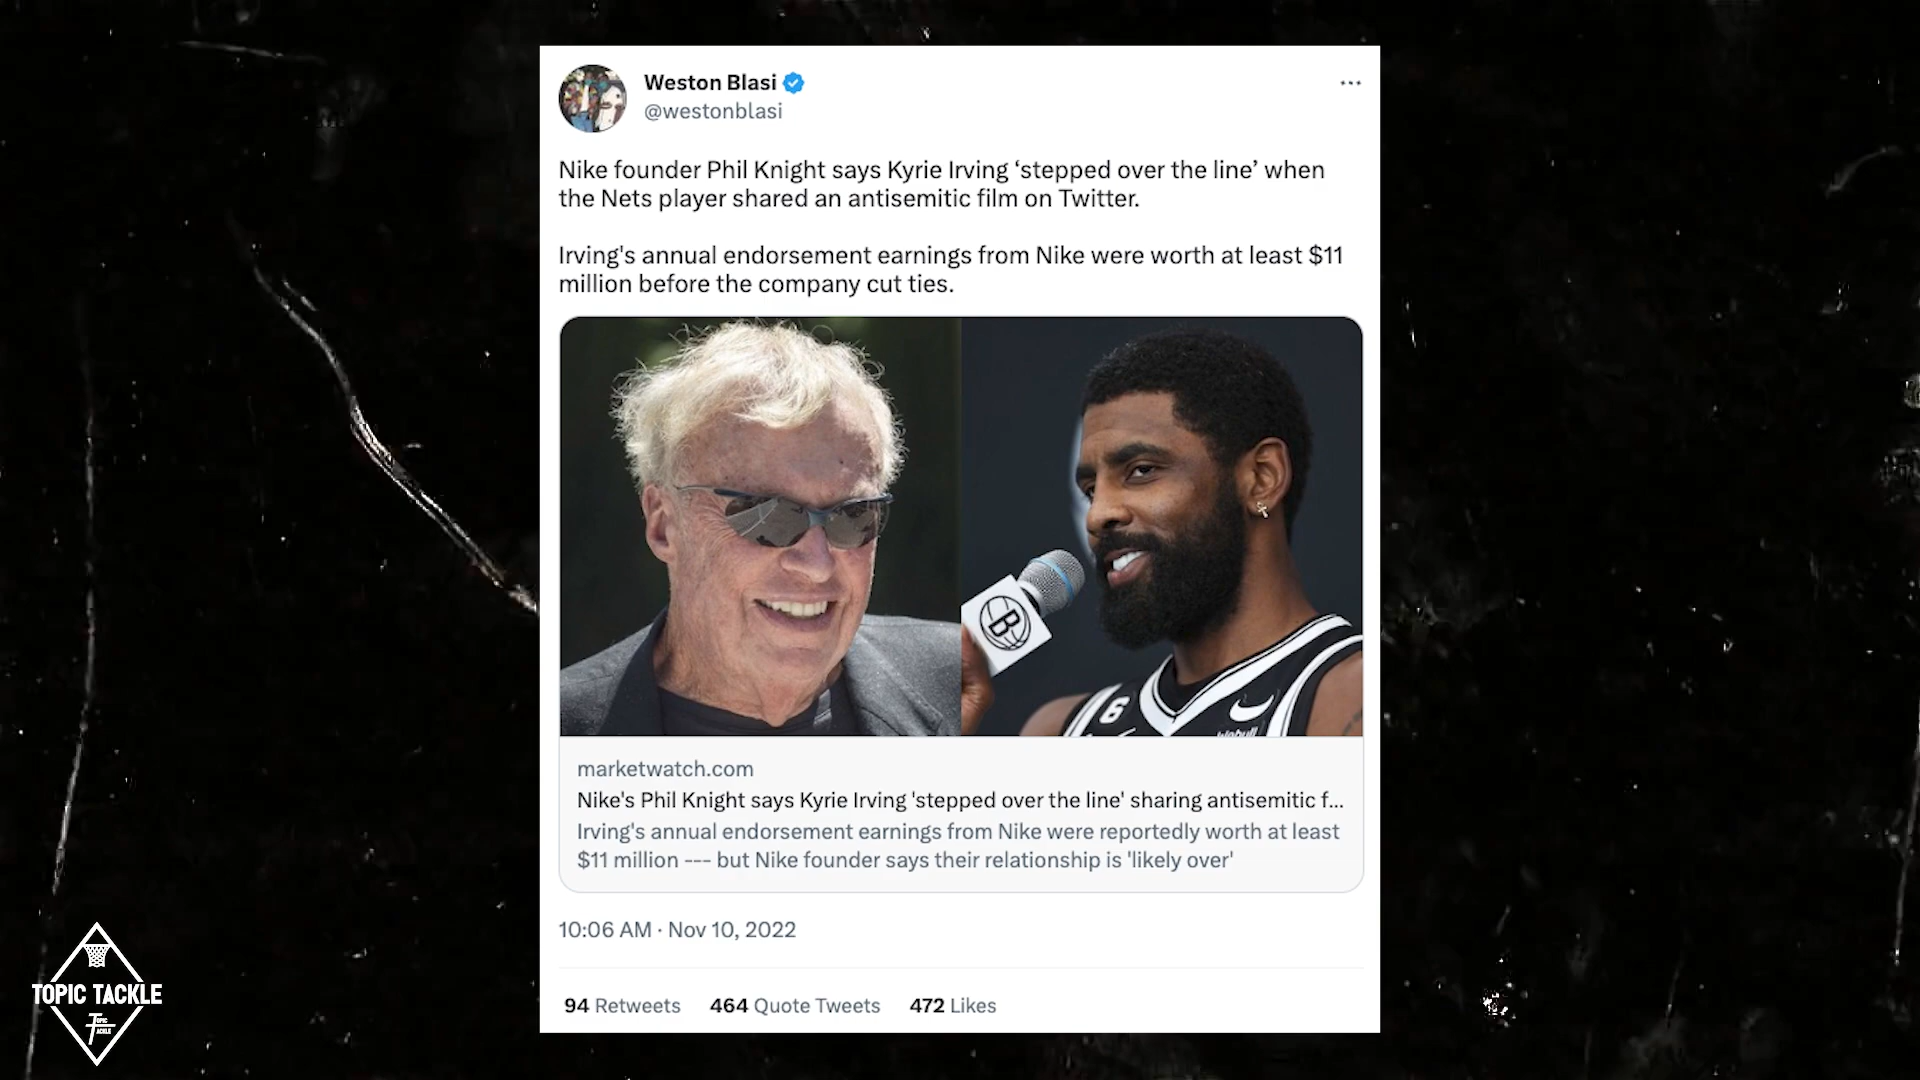 Weston Blasi
@westonblasi
Nike founder Phil Knight says Kyrie Irving ‘stepped over the line’ when
the Nets player shared an antisemitic film on Twitter.
Irving's annual endorsement earnings from Nike were worth at least $11
million before the company cut ties.
B
6
marketwatch.com
Nike's Phil Knight says Kyrie Irving 'stepped over the line' sharing antisemitic f...
Irving's annual endorsement earnings from Nike were reportedly worth at least
$11 million --- but Nike founder says their relationship is 'likely over'
10:06 AM · Nov 10, 2022
94 Retweets 464 Quote Tweets 472 Likes
TOPIC TACKLE
TOPIC
TACKLE